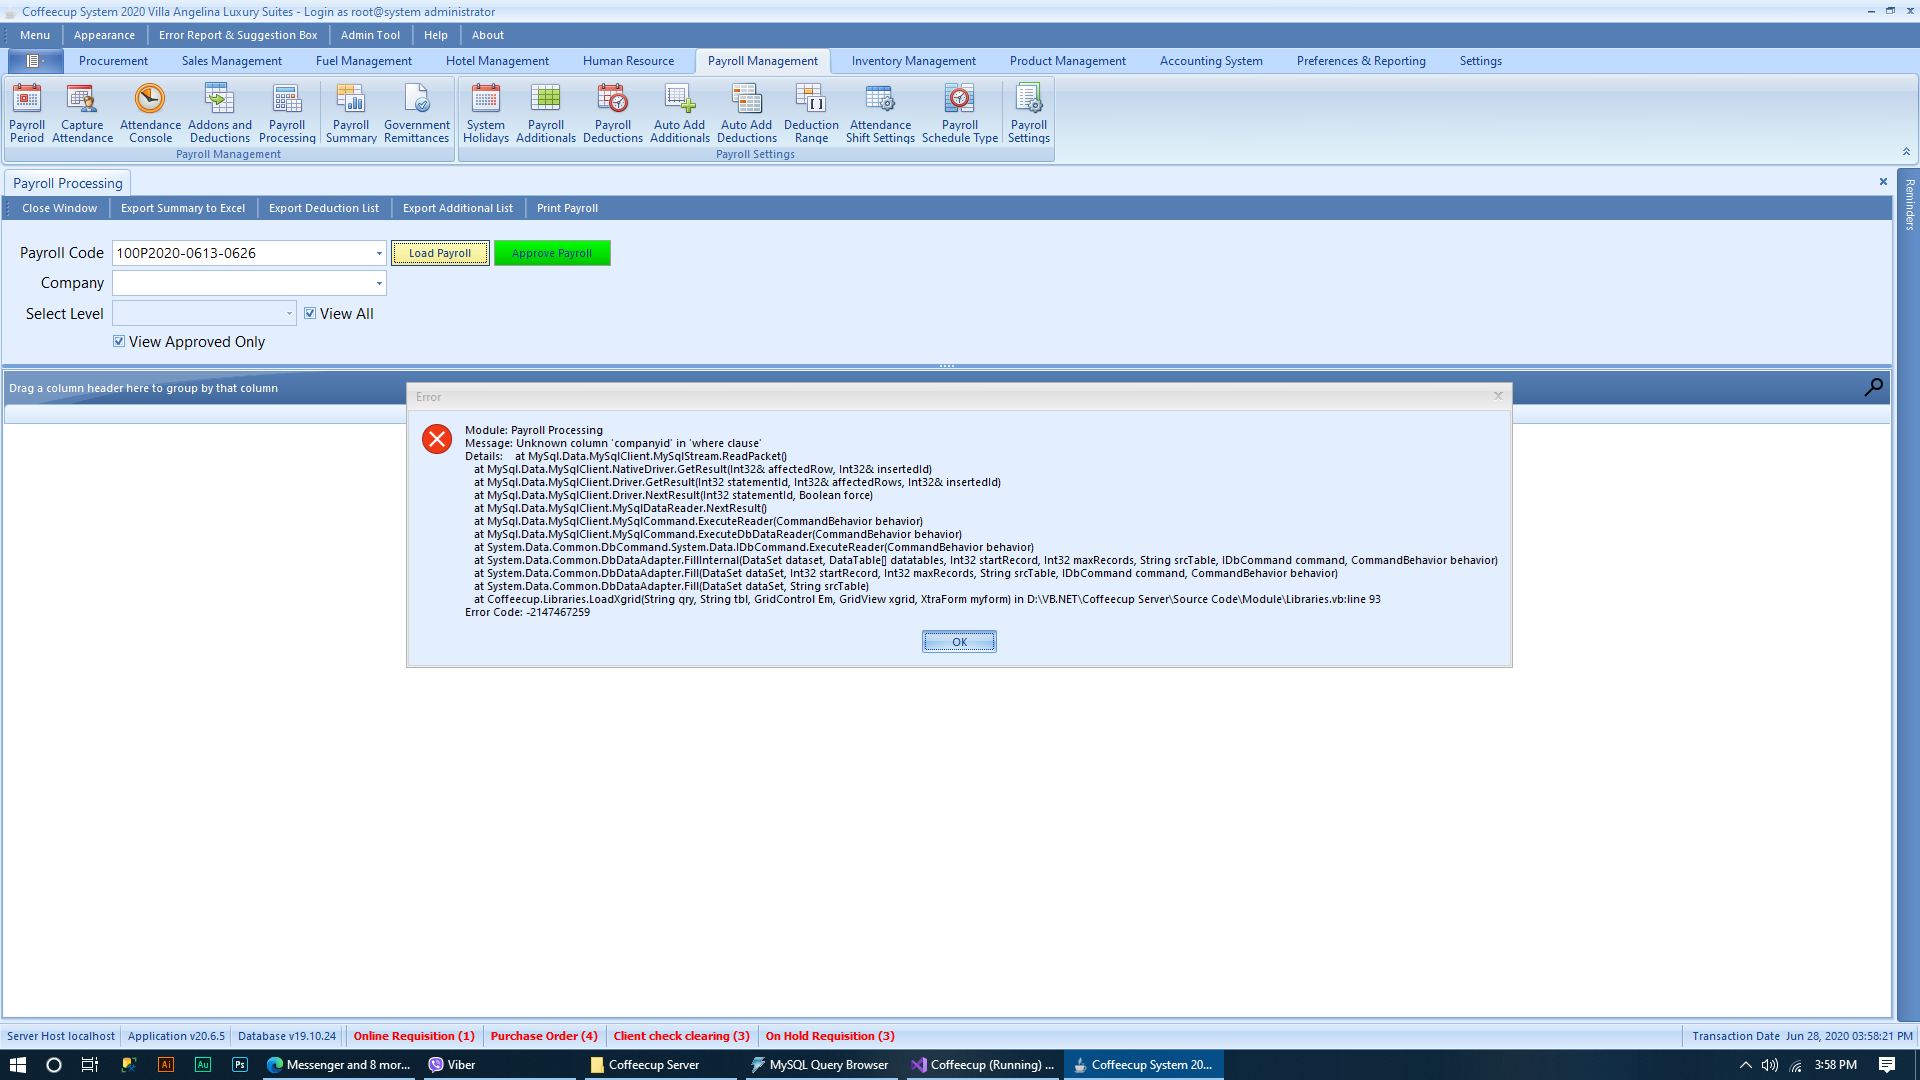 Coffeecup System 2020 Villa Angelina Luxury Suites - Login as root@system administrator
Menu Appearance Error Report & Suggestion Box Admin Tool Help About
Procurement Sales Management Fuel Management Hotel Management Human Resource Payroll Management Inventory Management Product Management Accounting System Preferences & Reporting Settings
Payroll Period
Capture Attendance
Attendance Console
Addons and Deductions
Payroll Processing
Payroll Summary
Government Remittances
System Holidays
Payroll Additionals
Payroll Deductions
Auto Add Additionals
Auto Add Deductions
Deduction Range
Attendance Shift Settings
Payroll Schedule Type
Payroll Settings
Payroll Management
Payroll Settings
Payroll Processing
Reminders
Close Window Export Summary to Excel Export Deduction List Export Additional List Print Payroll
Payroll Code 100P2020-0613-0626 Load Payroll Approve Payroll
Company
Select Level View All
View Approved Only
Drag a column header here to group by that column
Error
Module: Payroll Processing
Message: Unknown column 'companyid' in 'where clause'
Details: at MySql.Data.MySqlClient.MySqlStream.ReadPacket()
at MySql.Data.MySqlClient.NativeDriver.GetResult(Int32& affectedRow, Int32& insertedId)
at MySql.Data.MySqlClient.Driver.GetResult(Int32 statementId, Int32& affectedRows, Int32& insertedId)
at MySql.Data.MySqlClient.Driver.NextResult(Int32 statementId, Boolean force)
at MySql.Data.MySqlClient.MySqlDataReader.NextResult()
at MySql.Data.MySqlClient.MySqlCommand.ExecuteReader(CommandBehavior behavior)
at MySql.Data.MySqlClient.MySqlCommand.ExecuteDbDataReader(CommandBehavior behavior)
at System.Data.Common.DbCommand.System.Data.IDbCommand.ExecuteReader(CommandBehavior behavior)
at System.Data.Common.DbDataAdapter.FillInternal(DataSet dataset, DataTable[] datatables, Int32 startRecord, Int32 maxRecords, String srcTable, IDbCommand command, CommandBehavior behavior)
at System.Data.Common.DbDataAdapter.Fill(DataSet dataSet, Int32 startRecord, Int32 maxRecords, String srcTable, IDbCommand command, CommandBehavior behavior)
at System.Data.Common.DbDataAdapter.Fill(DataSet dataSet, String srcTable)
at Coffeecup.Libraries.LoadXgrid(String qry, String tbl, GridControl Em, GridView xgrid, XtraForm myform) in D:\VB.NET\Coffeecup Server\Source Code\Module\Libraries.vb:line 93
Error Code: -2147467259
OK
Server Host localhost Application v20.6.5 Database v19.10.24 Online Requisition (1) Purchase Order (4) Client check clearing (3) On Hold Requisition (3) Transaction Date Jun 28, 2020 03:58:21 PM
Ai Au Ps Messenger and 8 mor... Viber Coffeecup Server MySQL Query Browser Coffeecup (Running) ... Coffeecup System 20... 3:58 PM